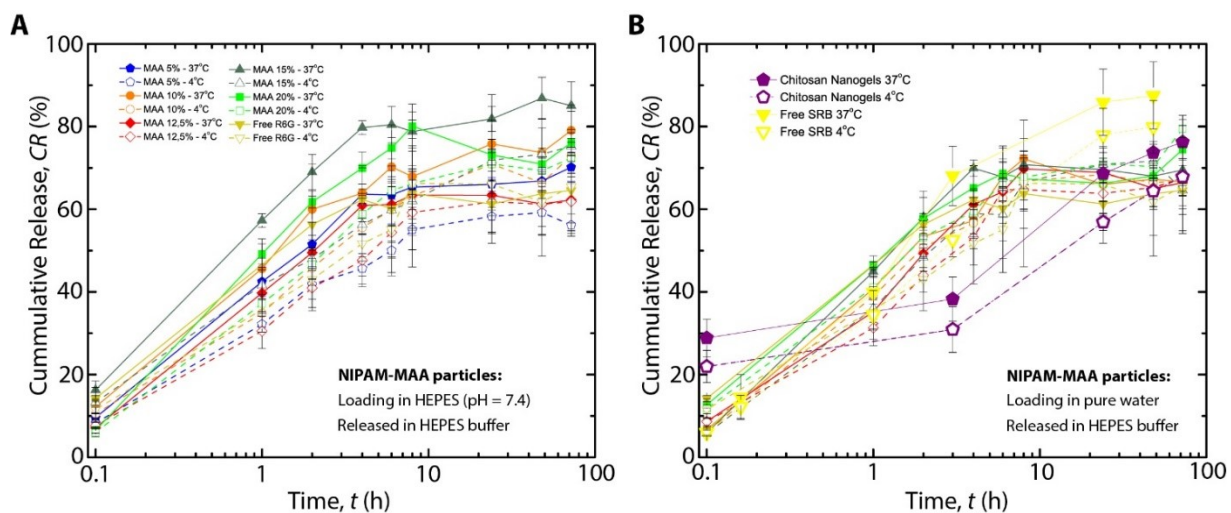 A
Cummulative Release, CR (%)
100
80
60
40
20
0
MAA 5% - 37°C
MAA 5% - 4°C
MAA 10% - 37°C
MAA 10% - 4°C
MAA 12,5% - 37°C
MAA 12,5% - 4°C
MAA 15% - 37°C
MAA 15% - 4°C
MAA 20% - 37°C
MAA 20% - 4°C
Free R6G - 37°C
Free R6G - 4°C
NIPAM-MAA particles:
Loading in HEPES (pH = 7.4)
Released in HEPES buffer
0.1 1 10 100
Time, t (h)
B
Cummulative Release, CR (%)
100
80
60
40
20
0
Chitosan Nanogels 37°C
Chitosan Nanogels 4°C
Free SRB 37°C
Free SRB 4°C
NIPAM-MAA particles:
Loading in pure water
Released in HEPES buffer
0.1 1 10 100
Time, t (h)